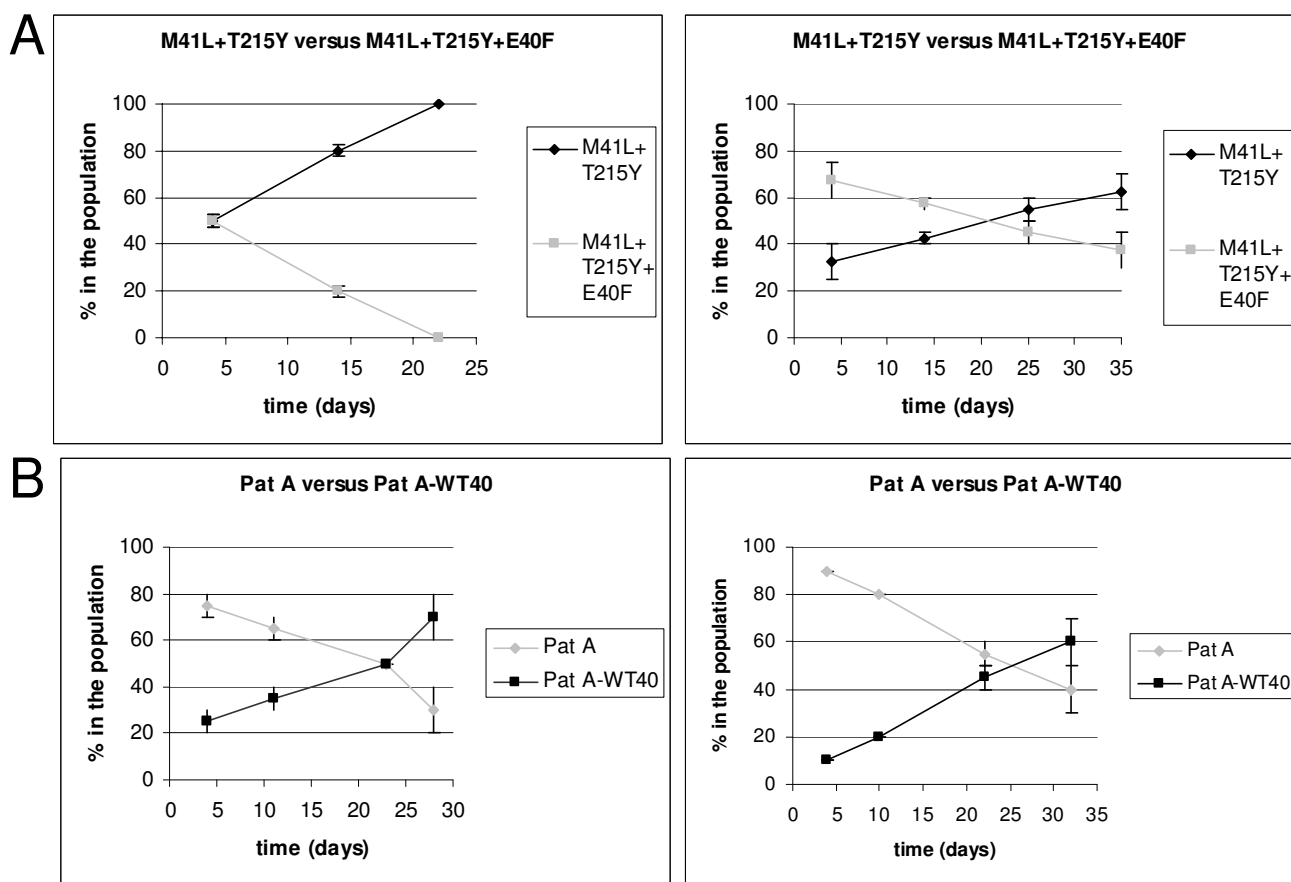 A
M41L+T215Y versus M41L+T215Y+E40F
% in the population
100
80
60
40
20
0
0 5 10 15 20 25
time (days)
M41L+
T215Y
M41L+
T215Y+
E40F
M41L+T215Y versus M41L+T215Y+E40F
% in the population
100
80
60
40
20
0
0 5 10 15 20 25 30 35
time (days)
M41L+
T215Y
M41L+
T215Y+
E40F
B
Pat A versus Pat A-WT40
% in the population
100
80
60
40
20
0
0 5 10 15 20 25 30
time (days)
Pat A
Pat A-WT40
Pat A versus Pat A-WT40
% in the population
100
80
60
40
20
0
0 5 10 15 20 25 30 35
time (days)
Pat A
Pat A-WT40